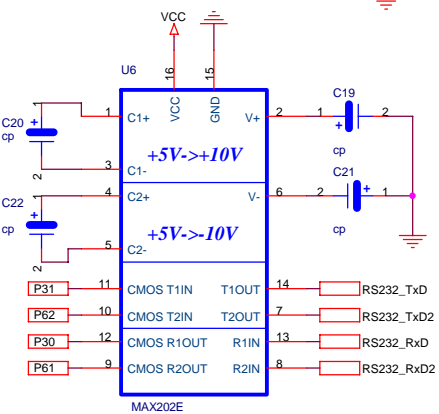 VCC
U6
16
15
VCC
GND
C19
C20
cp
1
1
C1+
V+
2
1
2
+
+
cp
+5V->+10V
2
3
C1-
C21
C22
cp
1
4
C2+
V-
6
2
1
+
+
cp
+5V->-10V
2
5
C2-
P31
11
CMOS T1IN
T1OUT
14
RS232_TxD
P62
10
CMOS T2IN
T2OUT
7
RS232_TxD2
P30
12
CMOS R1OUT
R1IN
13
RS232_RxD
P61
9
CMOS R2OUT
R2IN
8
RS232_RxD2
MAX202E